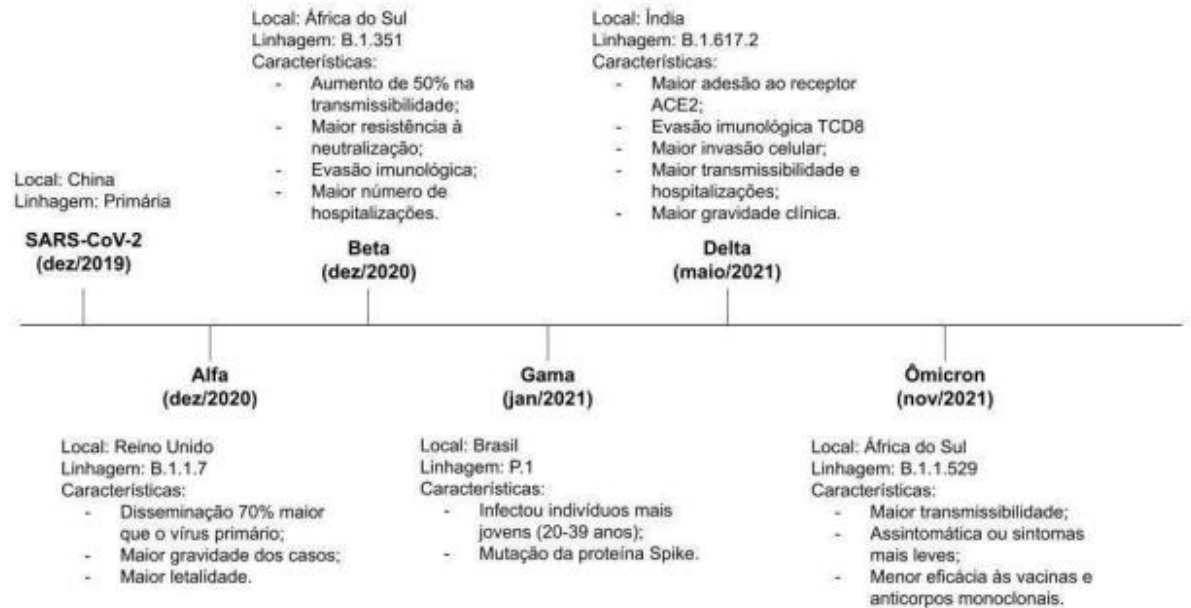 Local: China
Linhagem: Primária
SARS-CoV-2
(dez/2019)
Local: África do Sul
Linhagem: B.1.351
Características:
- Aumento de 50% na
transmissibilidade;
- Maior resistência à
neutralização;
- Evasão imunológica;
- Maior número de
hospitalizações.
Beta
(dez/2020)
Local: Índia
Linhagem: B.1.617.2
Características:
- Maior adesão ao receptor
ACE2;
- Evasão imunológica TCD8
- Maior invasão celular;
- Maior transmissibilidade e
hospitalizações;
- Maior gravidade clínica.
Delta
(maio/2021)
Alfa
(dez/2020)
Local: Reino Unido
Linhagem: B.1.1.7
Características:
- Disseminação 70% maior
que o vírus primário;
- Maior gravidade dos casos;
- Maior letalidade.
Gama
(jan/2021)
Local: Brasil
Linhagem: P.1
Características:
- Infectou indivíduos mais
jovens (20-39 anos);
- Mutação da proteína Spike.
Ômicron
(nov/2021)
Local: África do Sul
Linhagem: B.1.1.529
Características:
- Maior transmissibilidade;
- Assintomática ou sintomas
mais leves;
- Menor eficácia às vacinas e
anticorpos monoclonais.